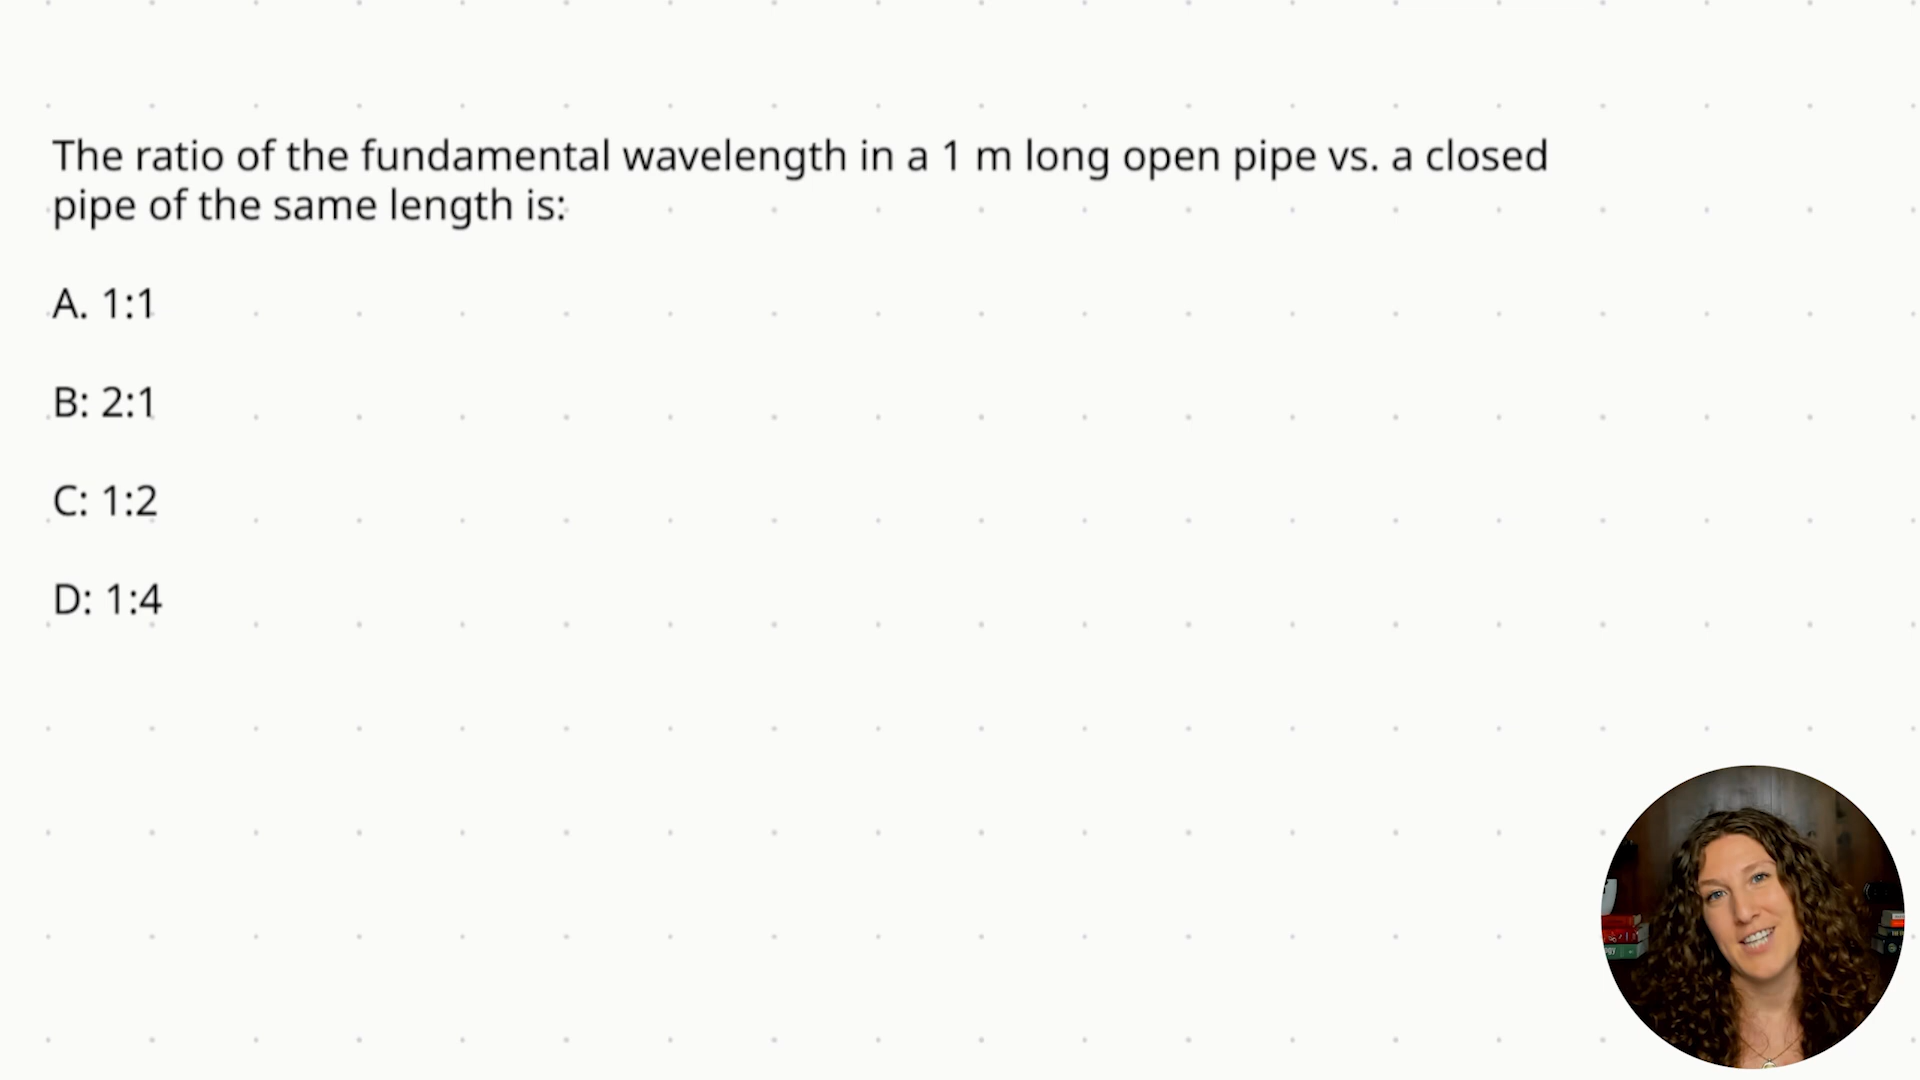 The ratio of the fundamental wavelength in a 1 m long open pipe vs. a closed
pipe of the same length is:
A. 1:1
B: 2:1
C: 1:2
D: 1:4